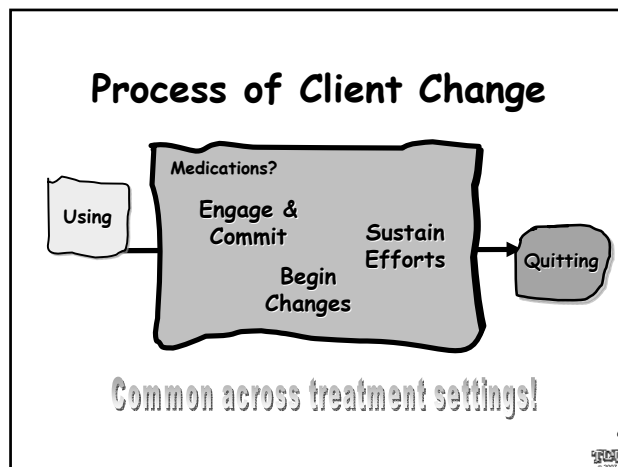 Process of Client Change
Medications?
Using
Engage &
Commit
Begin
Changes
Sustain
Efforts
Quitting
Common across treatment settings!